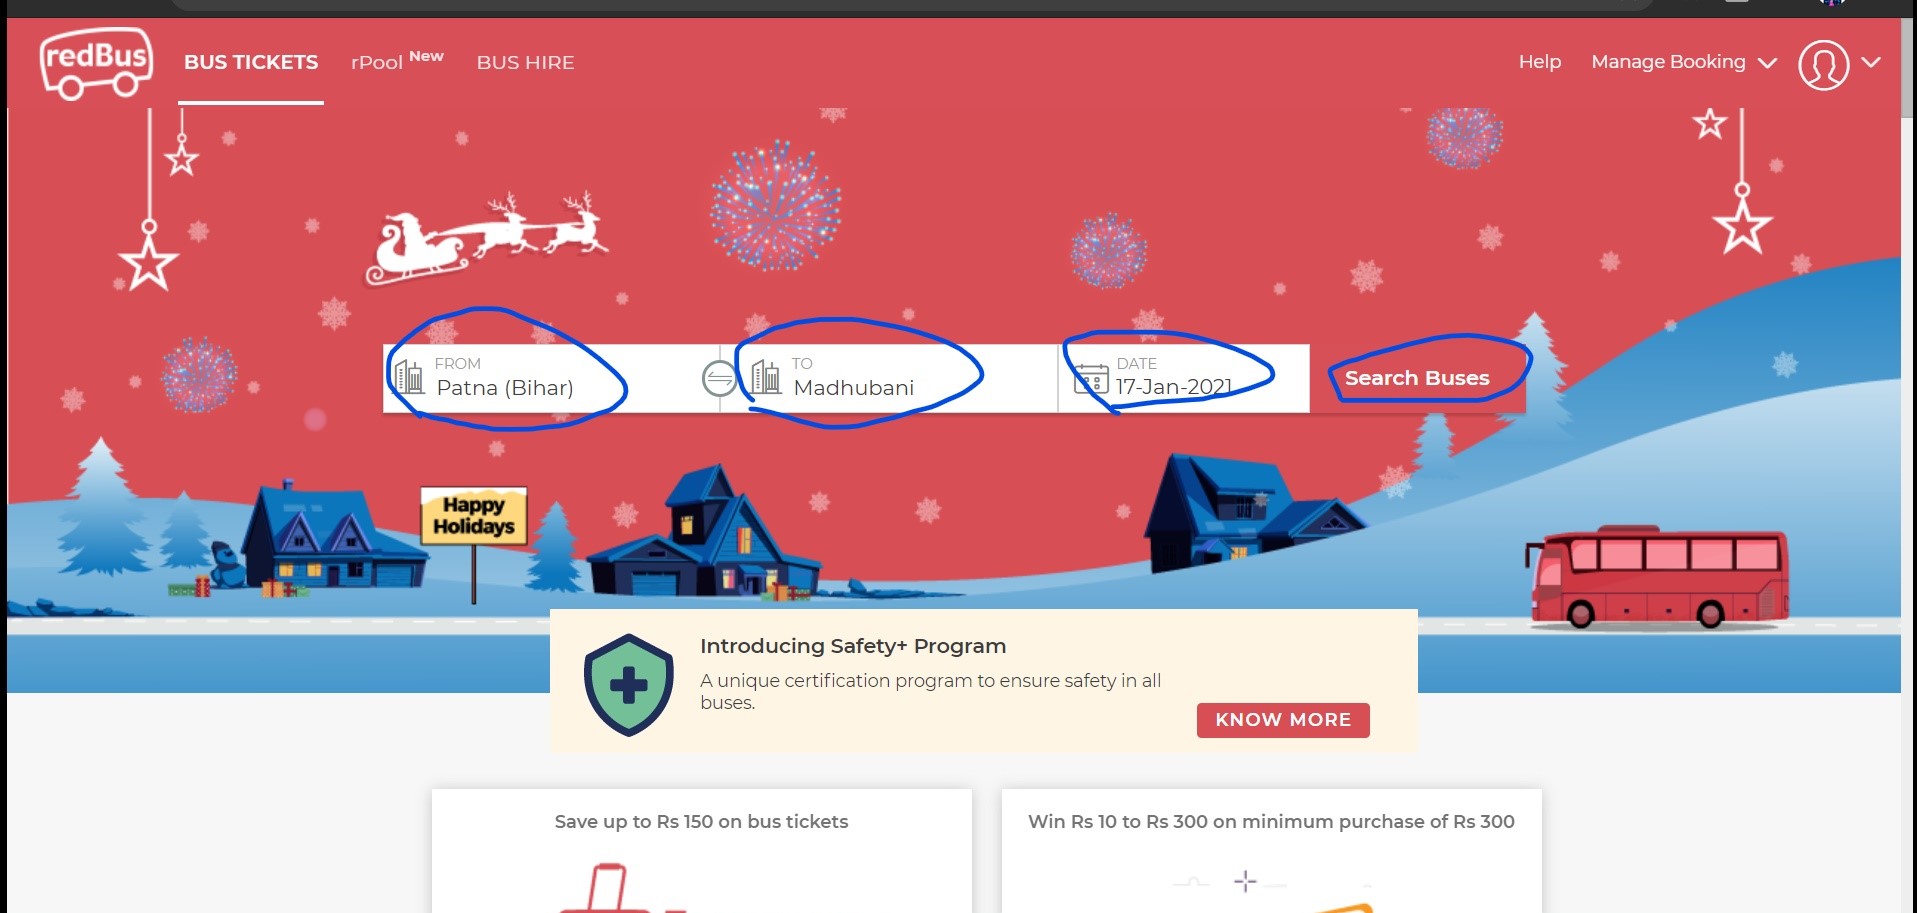 redBus
BUS TICKETS
rPool New
BUS HIRE
Help
Manage Booking
FROM
Patna (Bihar)
TO
Madhubani
DATE
17-Jan-2021
Search Buses
Happy
Holidays
Introducing Safety+ Program
A unique certification program to ensure safety in all
buses.
KNOW MORE
Save up to Rs 150 on bus tickets
Win Rs 10 to Rs 300 on minimum purchase of Rs 300